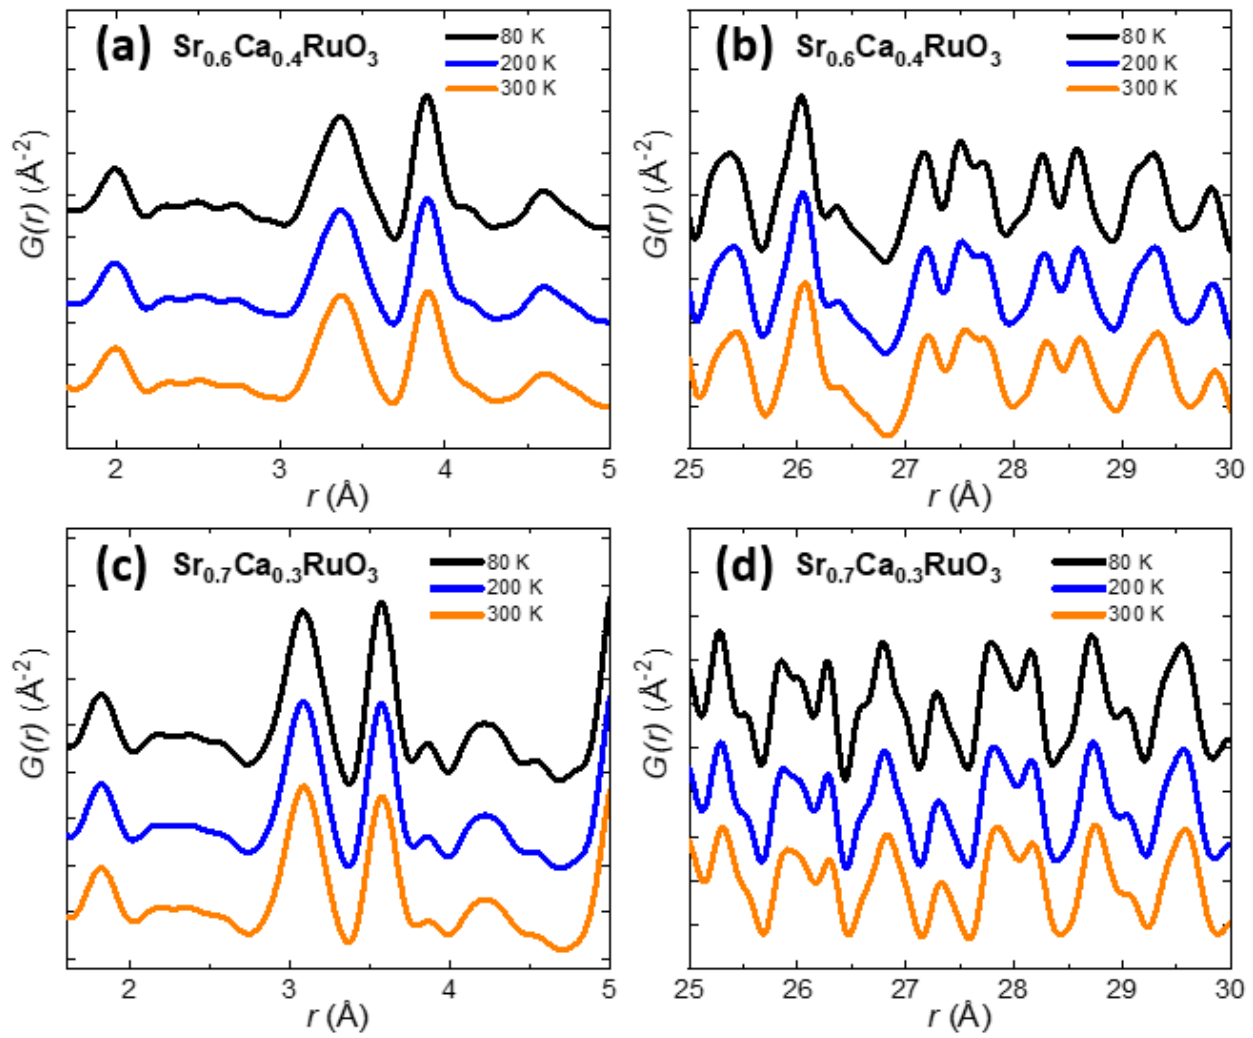 (a) Sr0.6Ca0.4RuO3
80 K
200 K
300 K
G(r) (Å-2)
2 3 4 5
r (Å)
(b) Sr0.6Ca0.4RuO3
80 K
200 K
300 K
G(r) (Å-2)
25 26 27 28 29 30
r (Å)
(c) Sr0.7Ca0.3RuO3
80 K
200 K
300 K
G(r) (Å-2)
2 3 4 5
r (Å)
(d) Sr0.7Ca0.3RuO3
80 K
200 K
300 K
G(r) (Å-2)
25 26 27 28 29 30
r (Å)